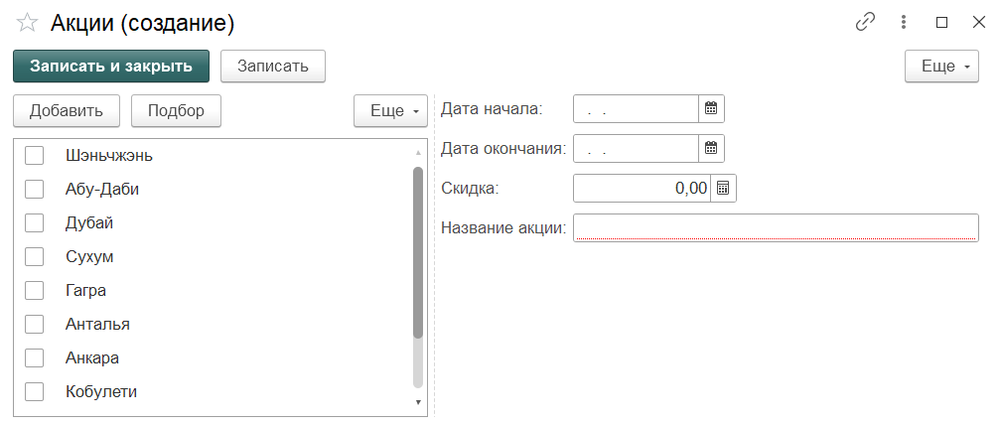 Акции (создание)
Записать и закрыть Записать Еще
Добавить Подбор Еще
Шэньчжэнь
Абу-Даби
Дубай
Сухум
Гагра
Анталья
Анкара
Кобулети
Дата начала: . .
Дата окончания: . .
Скидка: 0,00
Название акции: